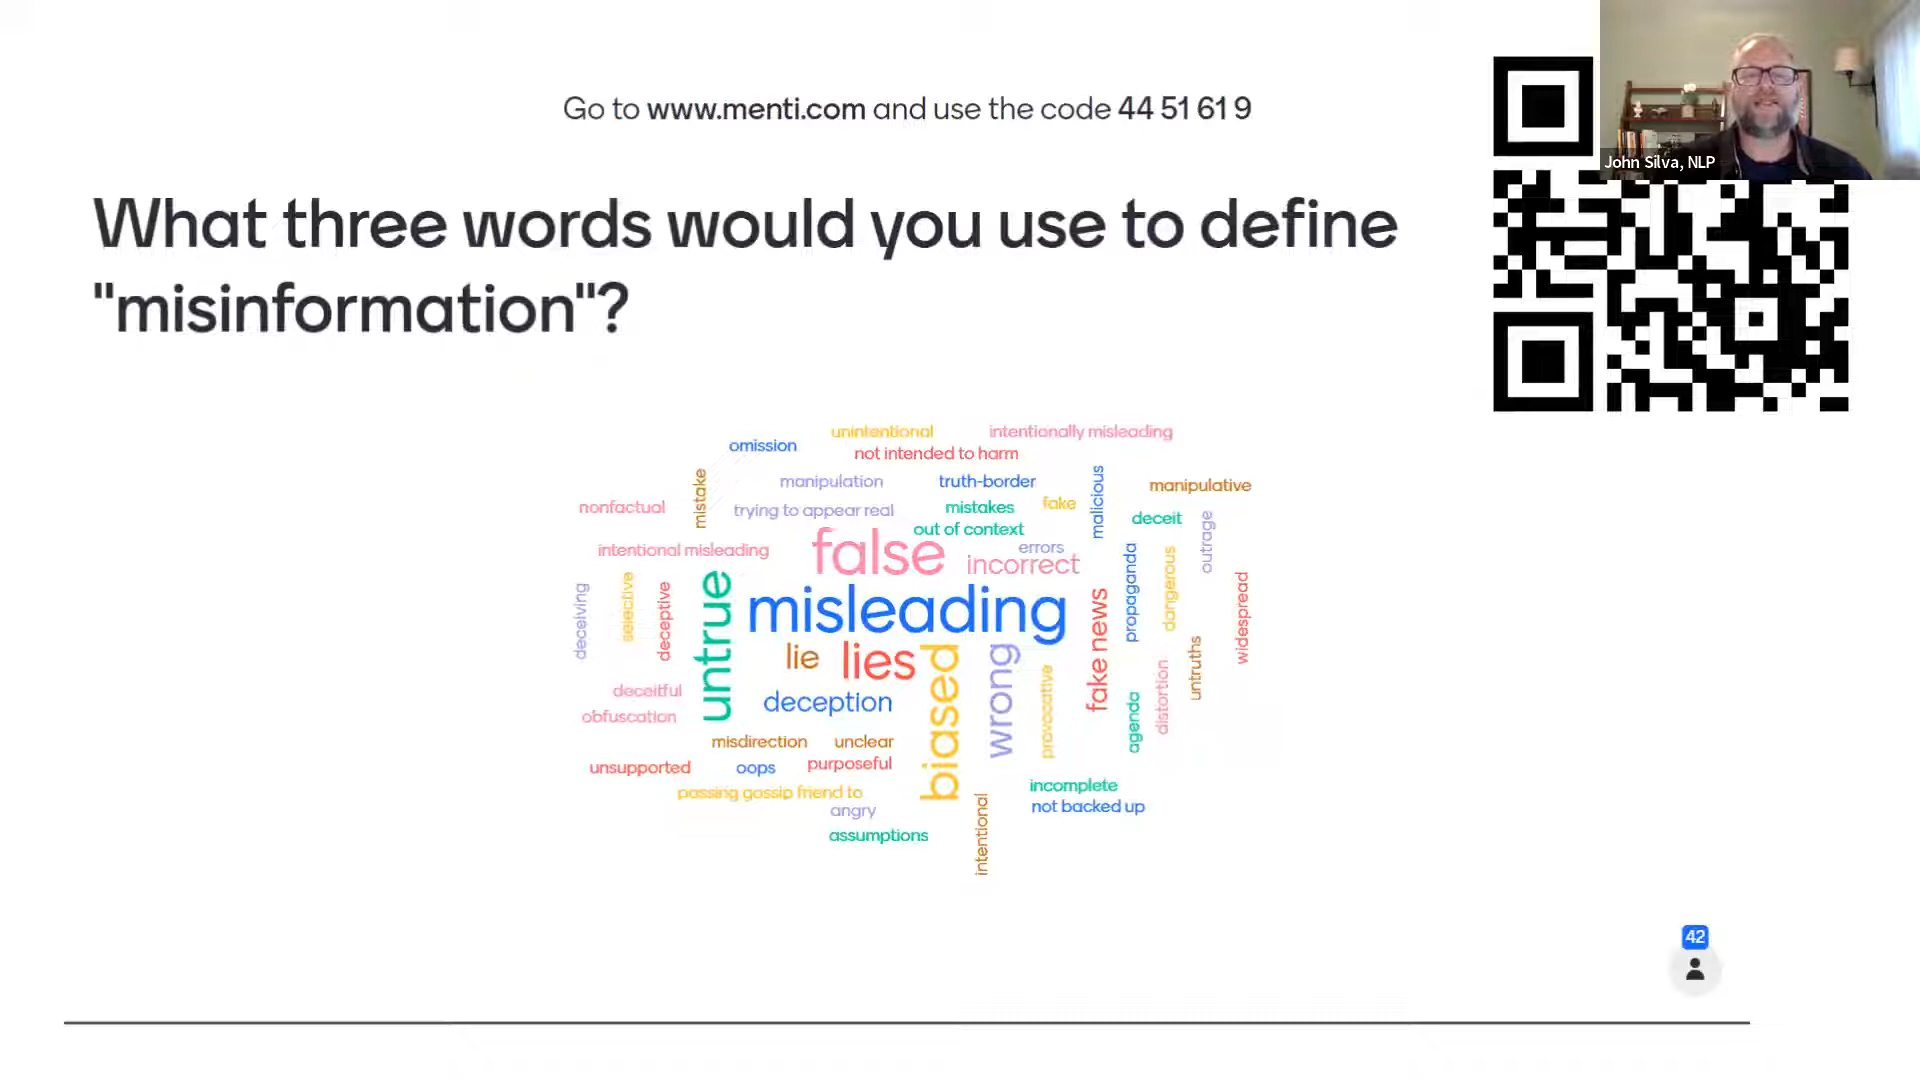 Go to www.menti.com and use the code 44 51 61 9
John Silva, NLP
What three words would you use to define
"misinformation"?
unintentional
intentionally misleading
omission
not intended to harm
mistake
manipulation
truth-border
malicious
manipulative
nonfactual
trying to appear real
mistakes
fake
deceit
outrage
out of context
intentional misleading
false
errors
incorrect
propaganda
dangerous
widespread
deceiving
selective
deceptive
untrue
misleading
fake news
untruths
lie
lies
biased
wrong
provocative
distortion
agenda
deceitful
deception
obfuscation
misdirection
unclear
unsupported
oops
purposeful
passing gossip friend to
incomplete
angry
not backed up
assumptions
intentional
42